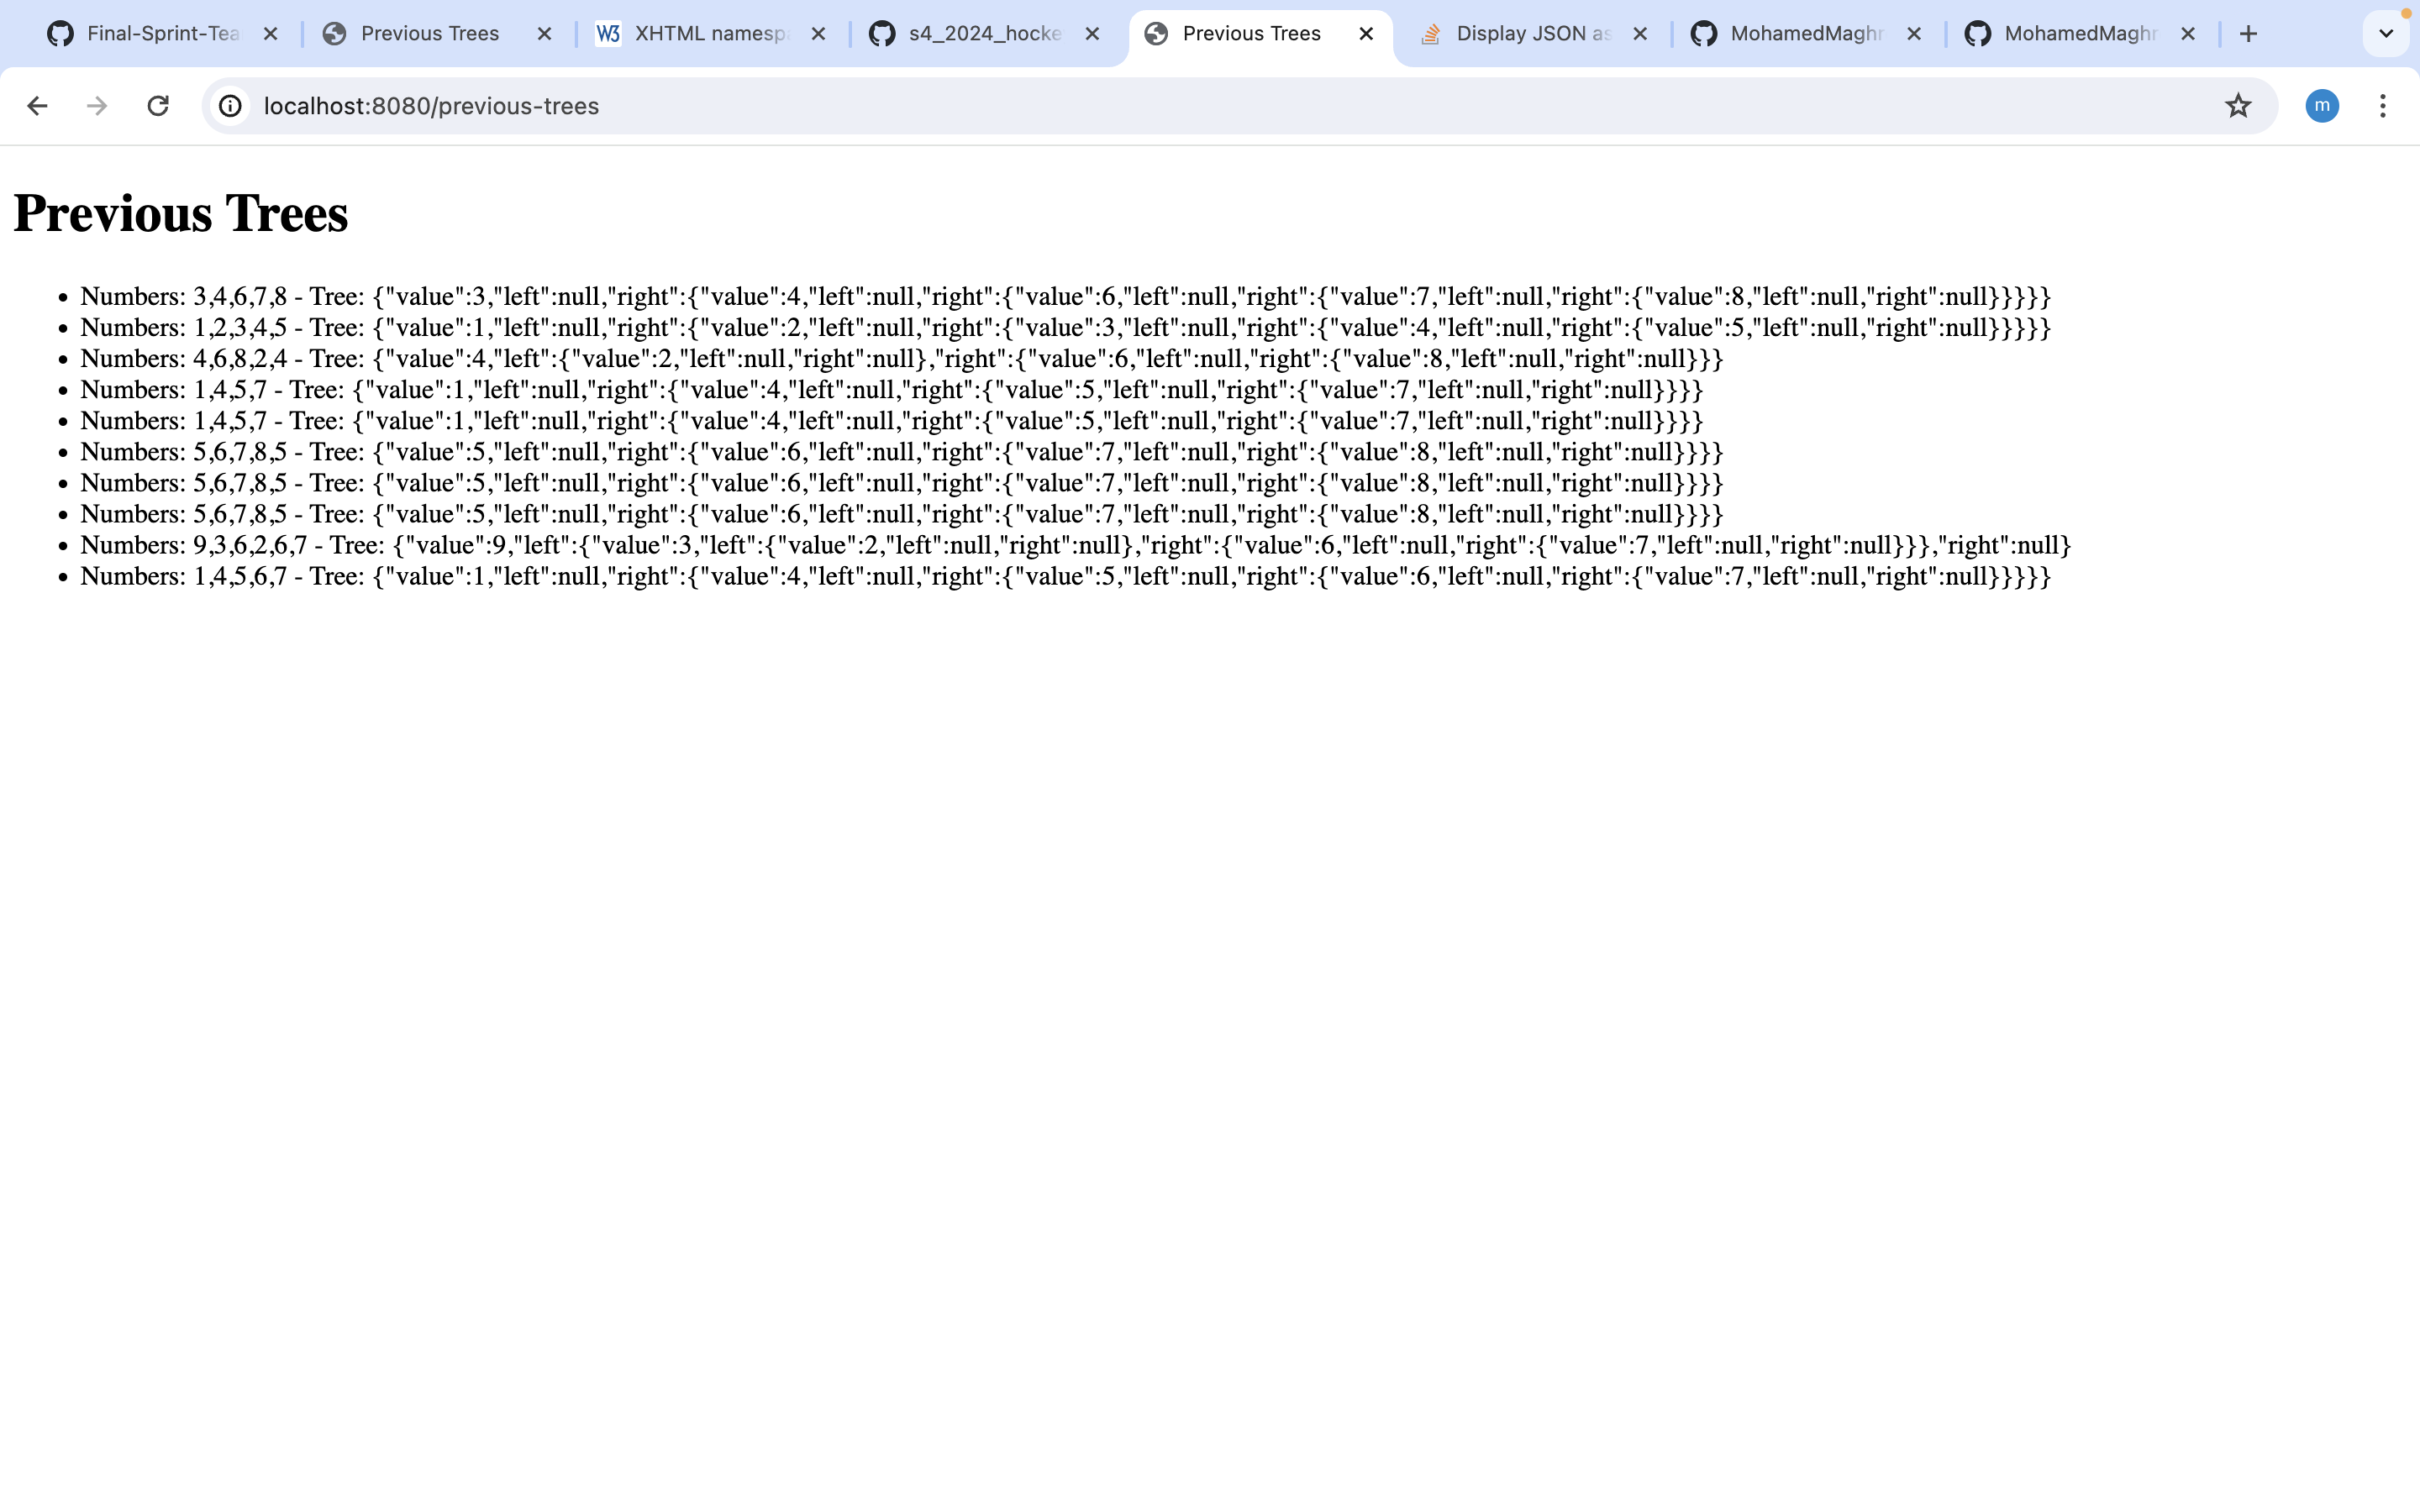 Final-Sprint-Tea
Previous Trees
XHTML namesp
s4_2024_hocke
Previous Trees
Display JSON as
MohamedMaghr
MohamedMaghr
localhost:8080/previous-trees
m
Previous Trees
Numbers: 3,4,6,7,8 - Tree: {"value":3,"left":null,"right":{"value":4,"left":null,"right":{"value":6,"left":null,"right":{"value":7,"left":null,"right":{"value":8,"left":null,"right":null}}}}}
Numbers: 1,2,3,4,5 - Tree: {"value":1,"left":null,"right":{"value":2,"left":null,"right":{"value":3,"left":null,"right":{"value":4,"left":null,"right":{"value":5,"left":null,"right":null}}}}}
Numbers: 4,6,8,2,4 - Tree: {"value":4,"left":{"value":2,"left":null,"right":null},"right":{"value":6,"left":null,"right":{"value":8,"left":null,"right":null}}}
Numbers: 1,4,5,7 - Tree: {"value":1,"left":null,"right":{"value":4,"left":null,"right":{"value":5,"left":null,"right":{"value":7,"left":null,"right":null}}}}
Numbers: 1,4,5,7 - Tree: {"value":1,"left":null,"right":{"value":4,"left":null,"right":{"value":5,"left":null,"right":{"value":7,"left":null,"right":null}}}}
Numbers: 5,6,7,8,5 - Tree: {"value":5,"left":null,"right":{"value":6,"left":null,"right":{"value":7,"left":null,"right":{"value":8,"left":null,"right":null}}}}
Numbers: 5,6,7,8,5 - Tree: {"value":5,"left":null,"right":{"value":6,"left":null,"right":{"value":7,"left":null,"right":{"value":8,"left":null,"right":null}}}}
Numbers: 5,6,7,8,5 - Tree: {"value":5,"left":null,"right":{"value":6,"left":null,"right":{"value":7,"left":null,"right":{"value":8,"left":null,"right":null}}}}
Numbers: 9,3,6,2,6,7 - Tree: {"value":9,"left":{"value":3,"left":{"value":2,"left":null,"right":null},"right":{"value":6,"left":null,"right":{"value":7,"left":null,"right":null}}},"right":null}
Numbers: 1,4,5,6,7 - Tree: {"value":1,"left":null,"right":{"value":4,"left":null,"right":{"value":5,"left":null,"right":{"value":6,"left":null,"right":{"value":7,"left":null,"right":null}}}}}